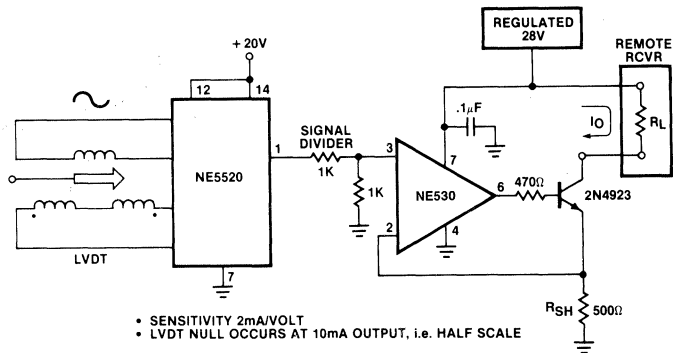 REGULATED
28V
REMOTE
RCVR
+ 20V
12
14
.1µF
IO
RL
SIGNAL
DIVIDER
1
1K
3
7
NE5520
1K
NE530
6
470Ω
2N4923
2
4
LVDT
7
RSH
500Ω
• SENSITIVITY 2mA/VOLT
• LVDT NULL OCCURS AT 10mA OUTPUT, i.e. HALF SCALE